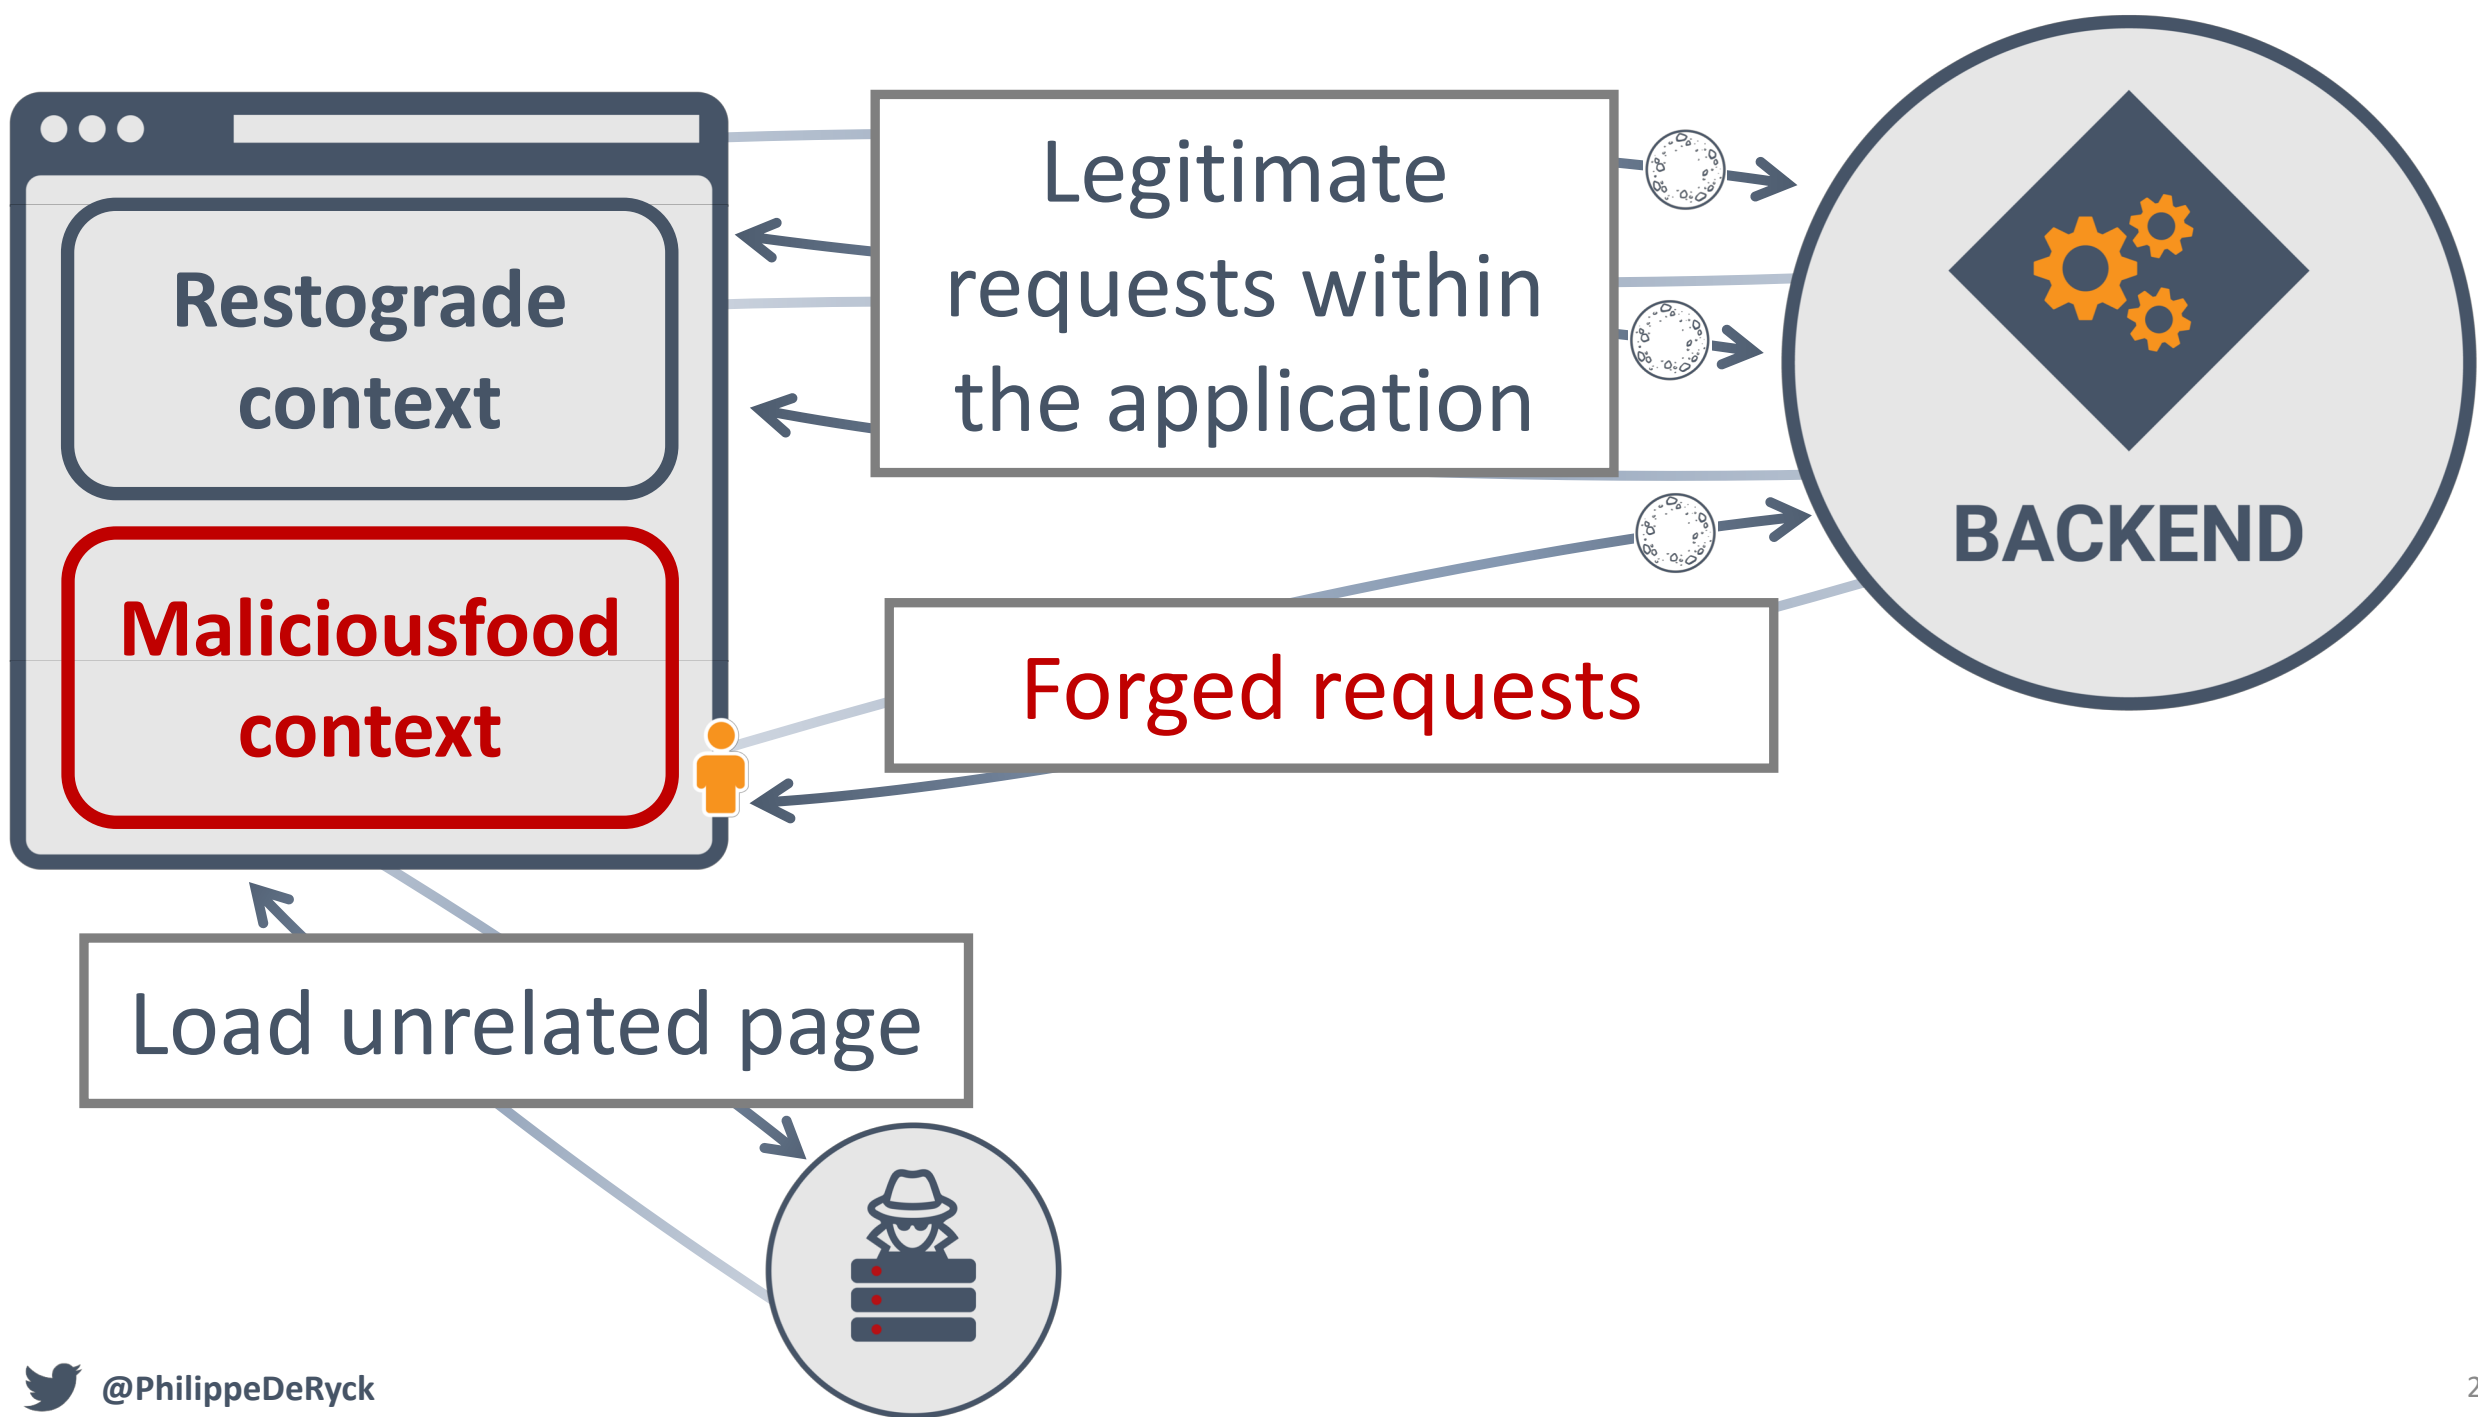 Legitimate
requests within
the application
Restograde
context
BACKEND
Maliciousfood
context
Forged requests
Load unrelated page
@PhilippeDeRyck